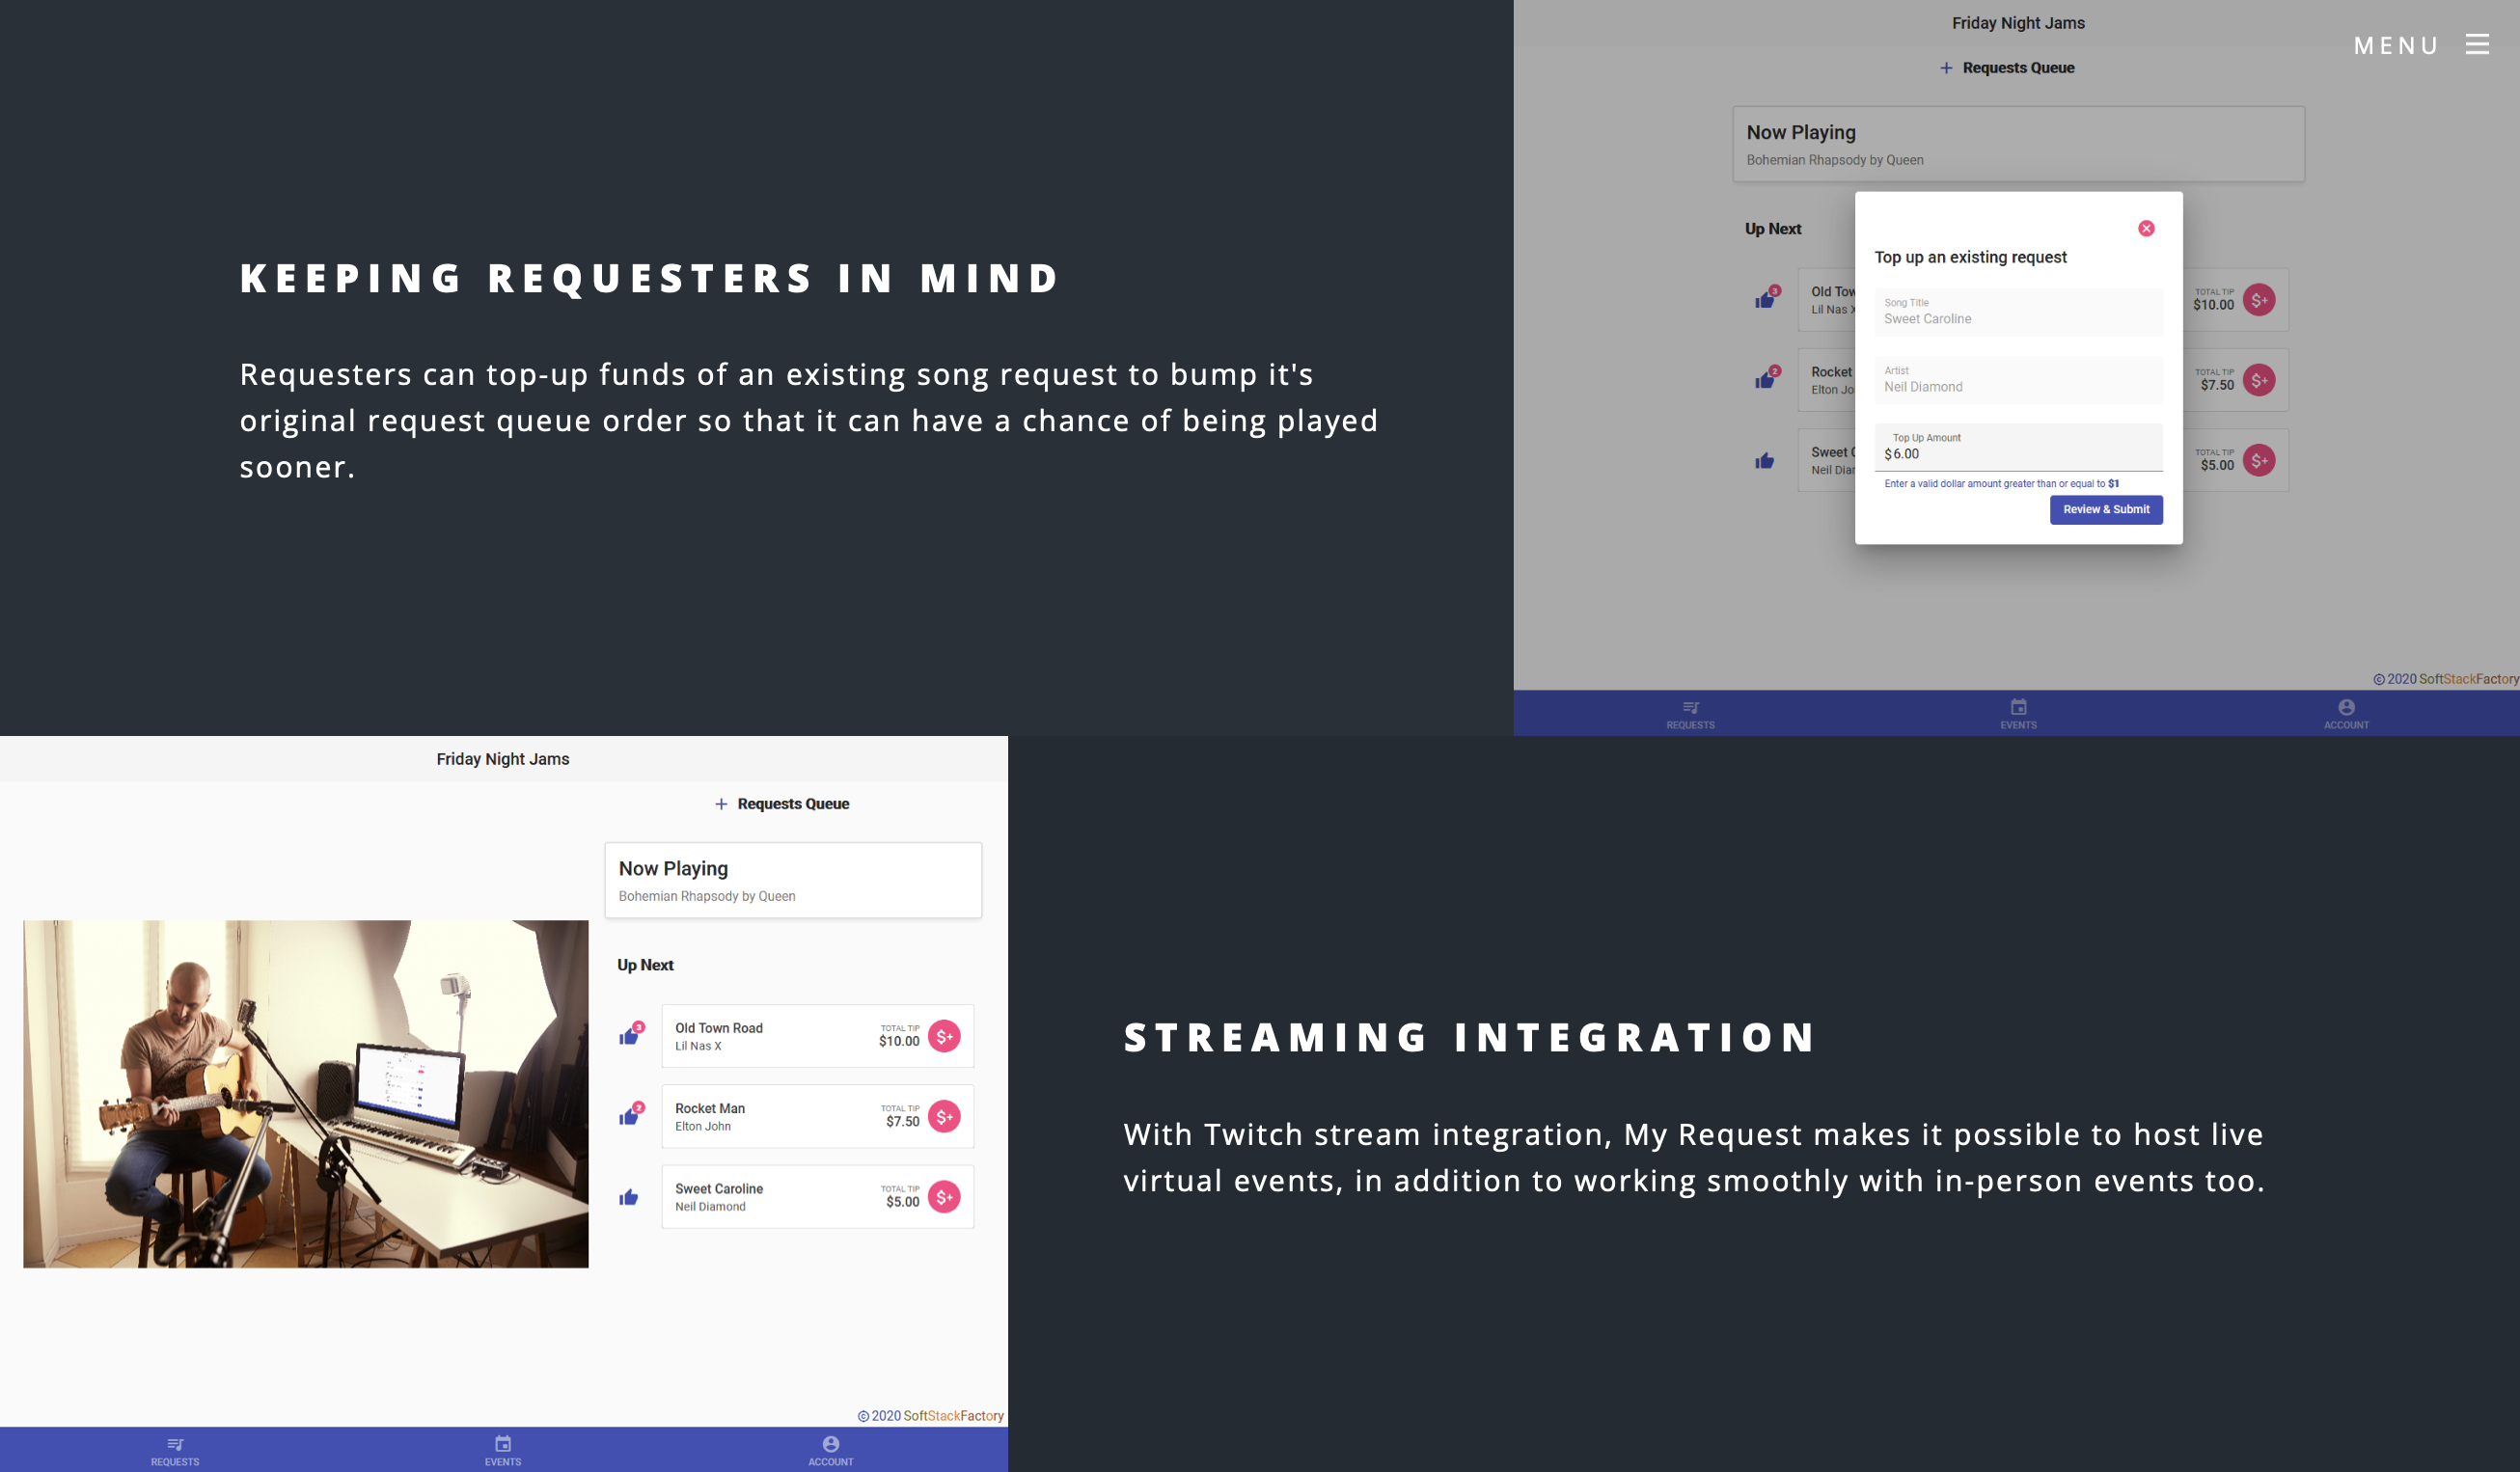 KEEPING REQUESTERS IN MIND
Requesters can top-up funds of an existing song request to bump it's
original request queue order so that it can have a chance of being played
sooner.
Friday Night Jams
MENU
+ Requests Queue
Now Playing
Bohemian Rhapsody by Queen
Up Next
3
Old Tow
Lil Nas X
TOTAL TIP
$10.00
$+
2
Rocket
Elton Jo
TOTAL TIP
$7.50
$+
Sweet C
Neil Diar
TOTAL TIP
$5.00
$+
Top up an existing request
Song Title
Sweet Caroline
Artist
Neil Diamond
Top Up Amount
$6.00
Enter a valid dollar amount greater than or equal to $1
Review & Submit
© 2020 SoftStackFactory
REQUESTS
EVENTS
ACCOUNT
Friday Night Jams
+ Requests Queue
Now Playing
Bohemian Rhapsody by Queen
Up Next
3
Old Town Road
Lil Nas X
TOTAL TIP
$10.00
$+
2
Rocket Man
Elton John
TOTAL TIP
$7.50
$+
Sweet Caroline
Neil Diamond
TOTAL TIP
$5.00
$+
© 2020 SoftStackFactory
REQUESTS
EVENTS
ACCOUNT
STREAMING INTEGRATION
With Twitch stream integration, My Request makes it possible to host live
virtual events, in addition to working smoothly with in-person events too.